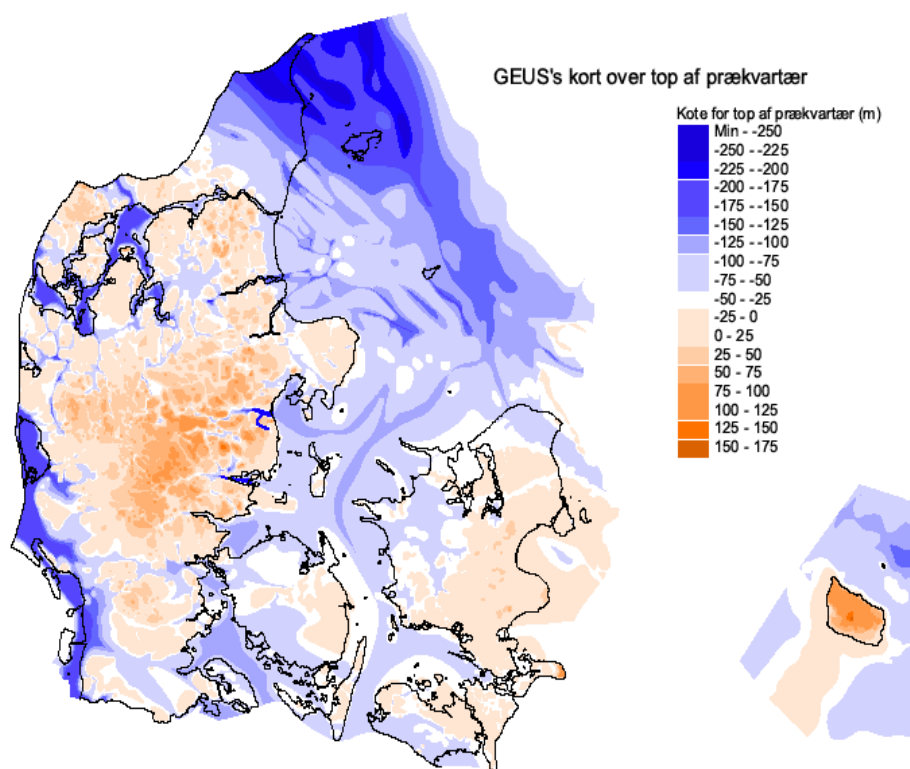 GEUS's kort over top af prækvartær
Kote for top af prækvartær (m)
Min - -250
-250 - -225
-225 - -200
-200 - -175
-175 - -150
-150 - -125
-125 - -100
-100 - -75
-75 - -50
-50 - -25
-25 - 0
0 - 25
25 - 50
50 - 75
75 - 100
100 - 125
125 - 150
150 - 175